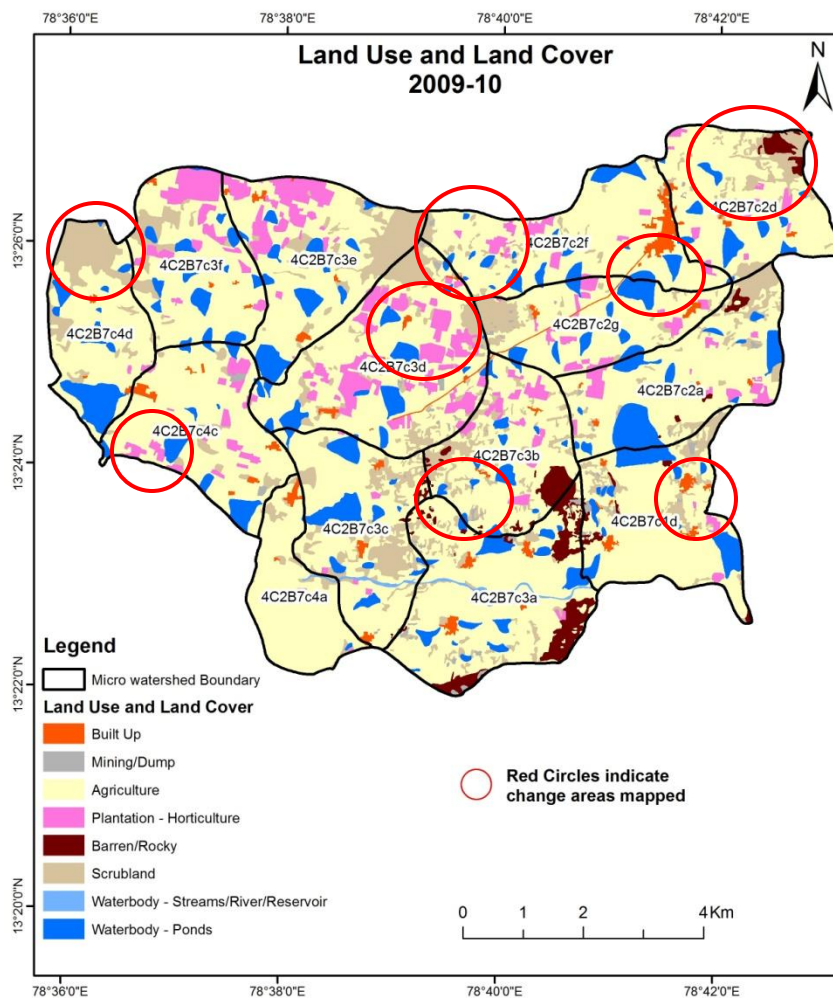 78°36'0"E 78°38'0"E 78°40'0"E 78°42'0"E
Land Use and Land Cover
2009-10
N
13°26'0"N
13°24'0"N
13°22'0"N
13°20'0"N
4C2B7c2d
4C2B7c2f
4C2B7c3f
4C2B7c3e
4C2B7c4d
4C2B7c2g
4C2B7c3d
4C2B7c2a
4C2B7c4c
4C2B7c3b
4C2B7c3c
4C2B7c1d
4C2B7c4a
4C2B7c3a
Legend
Micro watershed Boundary
Land Use and Land Cover
Built Up
Mining/Dump
Agriculture
Plantation - Horticulture
Barren/Rocky
Scrubland
Waterbody - Streams/River/Reservoir
Waterbody - Ponds
Red Circles indicate
change areas mapped
0 1 2 4 Km
78°36'0"E 78°38'0"E 78°40'0"E 78°42'0"E